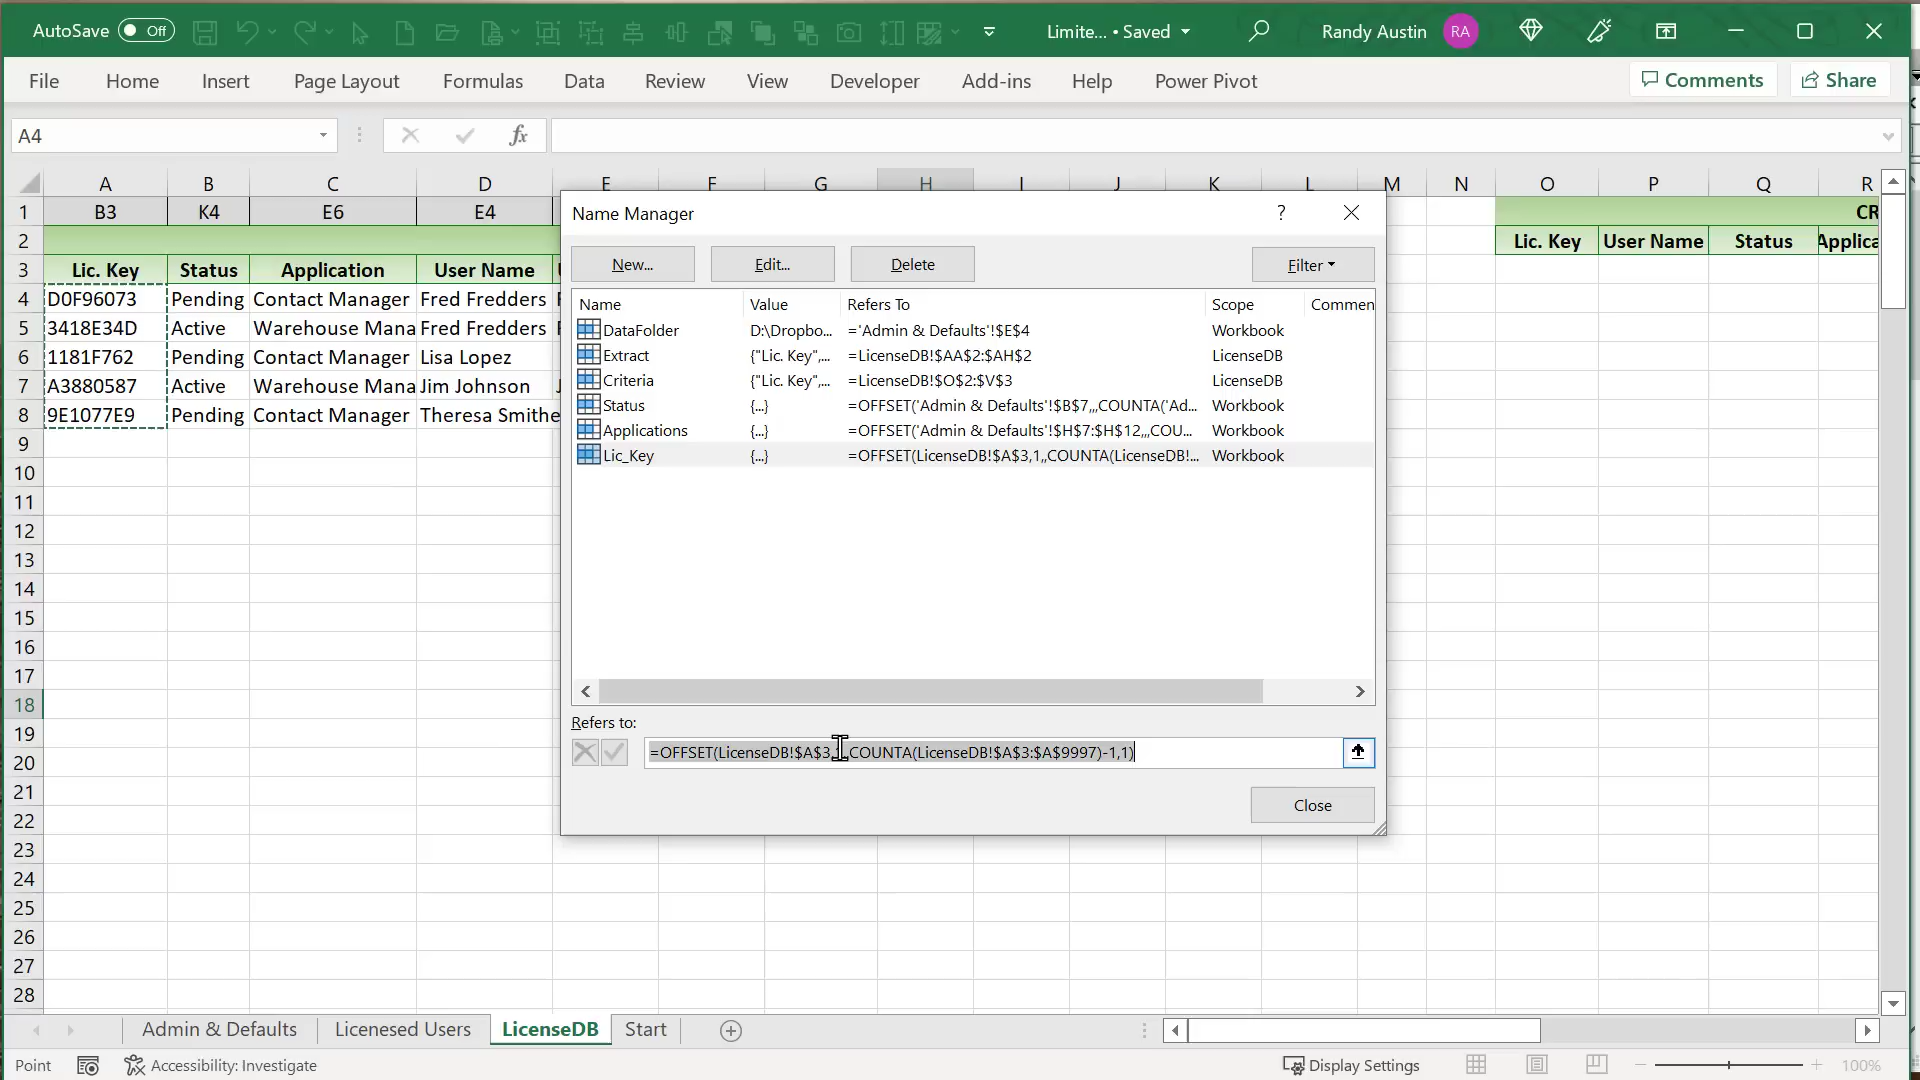 AutoSave Off Limite... • Saved Randy Austin RA
File Home Insert Page Layout Formulas Data Review View Developer Add-ins Help Power Pivot Comments Share
A4 fx
A B C D E F G H I J K L M N O P Q R
1 B3 K4 E6 E4 CR
2 Lic. Key User Name Status Applica
3 Lic. Key Status Application User Name
4 D0F96073 Pending Contact Manager Fred Fredders
5 3418E34D Active Warehouse Mana Fred Fredders
6 1181F762 Pending Contact Manager Lisa Lopez
7 A3880587 Active Warehouse Mana Jim Johnson
8 9E1077E9 Pending Contact Manager Theresa Smithe
9
10
11
12
13
14
15
16
17
18
19
20
21
22
23
24
25
26
27
28
Name Manager ?
New... Edit... Delete Filter
Name Value Refers To Scope Commen
DataFolder D:\Dropbo... ='Admin & Defaults'!$E$4 Workbook
Extract {"Lic. Key",... =LicenseDB!$AA$2:$AH$2 LicenseDB
Criteria {"Lic. Key",... =LicenseDB!$O$2:$V$3 LicenseDB
Status {...} =OFFSET('Admin & Defaults'!$B$7,,,COUNTA('Ad... Workbook
Applications {...} =OFFSET('Admin & Defaults'!$H$7:$H$12,,,COU... Workbook
Lic_Key {...} =OFFSET(LicenseDB!$A$3,1,,COUNTA(LicenseDB!... Workbook
Refers to:
=OFFSET(LicenseDB!$A$3,1,,COUNTA(LicenseDB!$A$3:$A$9997)-1,1)
Close
Admin & Defaults Licenesed Users LicenseDB Start
Point Accessibility: Investigate Display Settings 100%